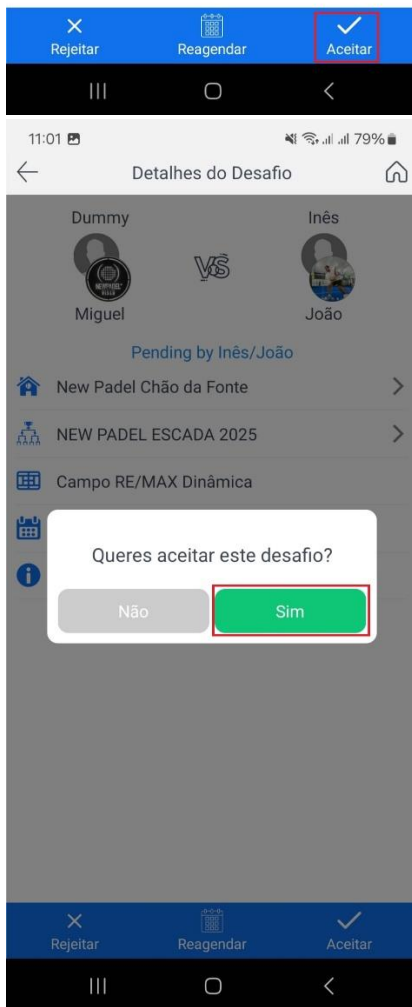 Rejeitar Reagendar Aceitar
11:01 79%
Detalhes do Desafio
Dummy Inês
VS
NEWPADEL
Miguel João
Pending by Inês/João
New Padel Chão da Fonte
NEW PADEL ESCADA 2025
Campo RE/MAX Dinâmica
Queres aceitar este desafio?
Não Sim
Rejeitar Reagendar Aceitar